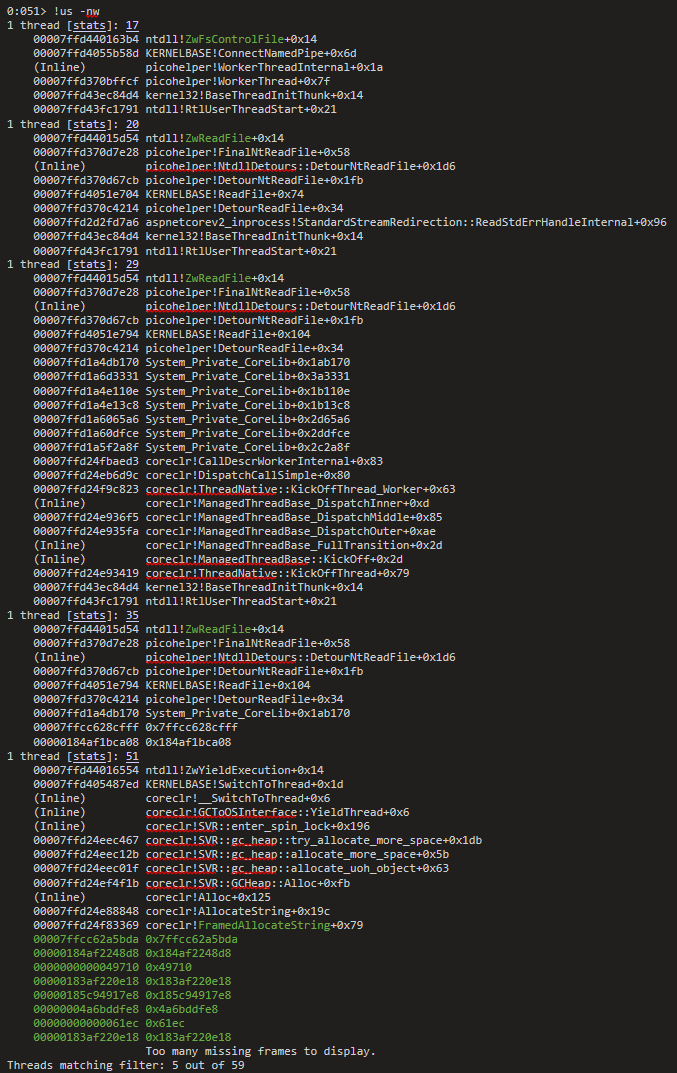 0:051> !us -nw
1 thread [stats]: 17
00007ffd440163b4 ntdll!ZwFsControlFile+0x14
00007ffd4055b58d KERNELBASE!ConnectNamedPipe+0x6d
(Inline) picohelper!WorkerThreadInternal+0x1a
00007ffd370bffcf picohelper!WorkerThread+0x7f
00007ffd43ec84d4 kernel32!BaseThreadInitThunk+0x14
00007ffd43fc1791 ntdll!RtlUserThreadStart+0x21
1 thread [stats]: 20
00007ffd44015d54 ntdll!ZwReadFile+0x14
00007ffd370d7e28 picohelper!FinalNtReadFile+0x58
(Inline) picohelper!NtdllDetours::DetourNtReadFile+0x1d6
00007ffd370d67cb picohelper!DetourNtReadFile+0x1fb
00007ffd4051e704 KERNELBASE!ReadFile+0x74
00007ffd370c4214 picohelper!DetourReadFile+0x34
00007ffd2d2fd7a6 aspnetcorev2_inprocess!StandardStreamRedirection::ReadStdErrHandleInternal+0x96
00007ffd43ec84d4 kernel32!BaseThreadInitThunk+0x14
00007ffd43fc1791 ntdll!RtlUserThreadStart+0x21
1 thread [stats]: 29
00007ffd44015d54 ntdll!ZwReadFile+0x14
00007ffd370d7e28 picohelper!FinalNtReadFile+0x58
(Inline) picohelper!NtdllDetours::DetourNtReadFile+0x1d6
00007ffd370d67cb picohelper!DetourNtReadFile+0x1fb
00007ffd4051e794 KERNELBASE!ReadFile+0x104
00007ffd370c4214 picohelper!DetourReadFile+0x34
00007ffd1a4db170 System_Private_CoreLib+0x1ab170
00007ffd1a6d3331 System_Private_CoreLib+0x3a3331
00007ffd1a4e110e System_Private_CoreLib+0x1b110e
00007ffd1a4e13c8 System_Private_CoreLib+0x1b13c8
00007ffd1a6065a6 System_Private_CoreLib+0x2d65a6
00007ffd1a60dfce System_Private_CoreLib+0x2ddfce
00007ffd1a5f2a8f System_Private_CoreLib+0x2c2a8f
00007ffd24fbaed3 coreclr!CallDescrWorkerInternal+0x83
00007ffd24eb6d9c coreclr!DispatchCallSimple+0x80
00007ffd24f9c823 coreclr!ThreadNative::KickOffThread_Worker+0x63
(Inline) coreclr!ManagedThreadBase_DispatchInner+0xd
00007ffd24e936f5 coreclr!ManagedThreadBase_DispatchMiddle+0x85
00007ffd24e935fa coreclr!ManagedThreadBase_DispatchOuter+0xae
(Inline) coreclr!ManagedThreadBase_FullTransition+0x2d
(Inline) coreclr!ManagedThreadBase::KickOff+0x2d
00007ffd24e93419 coreclr!ThreadNative::KickOffThread+0x79
00007ffd43ec84d4 kernel32!BaseThreadInitThunk+0x14
00007ffd43fc1791 ntdll!RtlUserThreadStart+0x21
1 thread [stats]: 35
00007ffd44015d54 ntdll!ZwReadFile+0x14
00007ffd370d7e28 picohelper!FinalNtReadFile+0x58
(Inline) picohelper!NtdllDetours::DetourNtReadFile+0x1d6
00007ffd370d67cb picohelper!DetourNtReadFile+0x1fb
00007ffd4051e794 KERNELBASE!ReadFile+0x104
00007ffd370c4214 picohelper!DetourReadFile+0x34
00007ffd1a4db170 System_Private_CoreLib+0x1ab170
00007ffcc628cfff 0x7ffcc628cfff
00000184af1bca08 0x184af1bca08
1 thread [stats]: 51
00007ffd44016554 ntdll!ZwYieldExecution+0x14
00007ffd405487ed KERNELBASE!SwitchToThread+0x1d
(Inline) coreclr!__SwitchToThread+0x6
(Inline) coreclr!GCToOSInterface::YieldThread+0x6
(Inline) coreclr!SVR::enter_spin_lock+0x196
00007ffd24eec467 coreclr!SVR::gc_heap::try_allocate_more_space+0x1db
00007ffd24eec12b coreclr!SVR::gc_heap::allocate_more_space+0x5b
00007ffd24eec01f coreclr!SVR::gc_heap::allocate_uoh_object+0x63
00007ffd24ef4f1b coreclr!SVR::GCHeap::Alloc+0xfb
(Inline) coreclr!Alloc+0x125
00007ffd24e88848 coreclr!AllocateString+0x19c
00007ffd24f83369 coreclr!FramedAllocateString+0x79
00007ffcc62a5bda 0x7ffcc62a5bda
00000184af2248d8 0x184af2248d8
0000000000049710 0x49710
00000183af220e18 0x183af220e18
00000185c94917e8 0x185c94917e8
00000004a6bddfe8 0x4a6bddfe8
00000000000061ec 0x61ec
00000183af220e18 0x183af220e18
Too many missing frames to display.
Threads matching filter: 5 out of 59